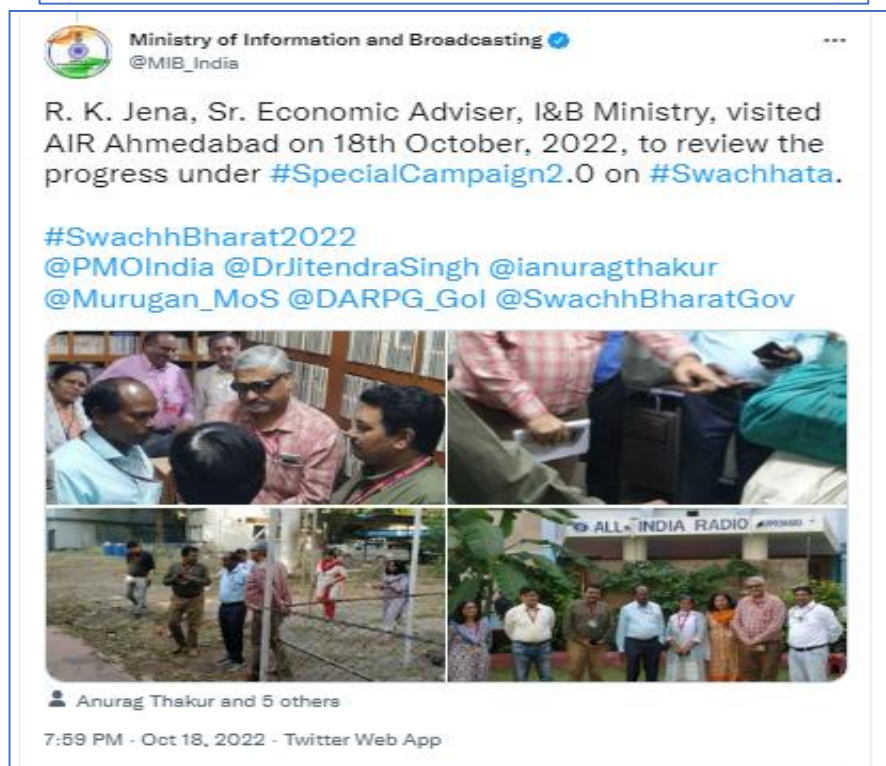 Ministry of Information and Broadcasting
@MIB_India
R. K. Jena, Sr. Economic Adviser, I&B Ministry, visited
AIR Ahmedabad on 18th October, 2022, to review the
progress under #SpecialCampaign2.0 on #Swachhata.
#SwachhBharat2022
@PMOIndia @DrJitendraSingh @ianuragthakur
@Murugan_MoS @DARPG_GoI @SwachhBharatGov
ALL INDIA RADIO
Anurag Thakur and 5 others
7:59 PM · Oct 18, 2022 · Twitter Web App